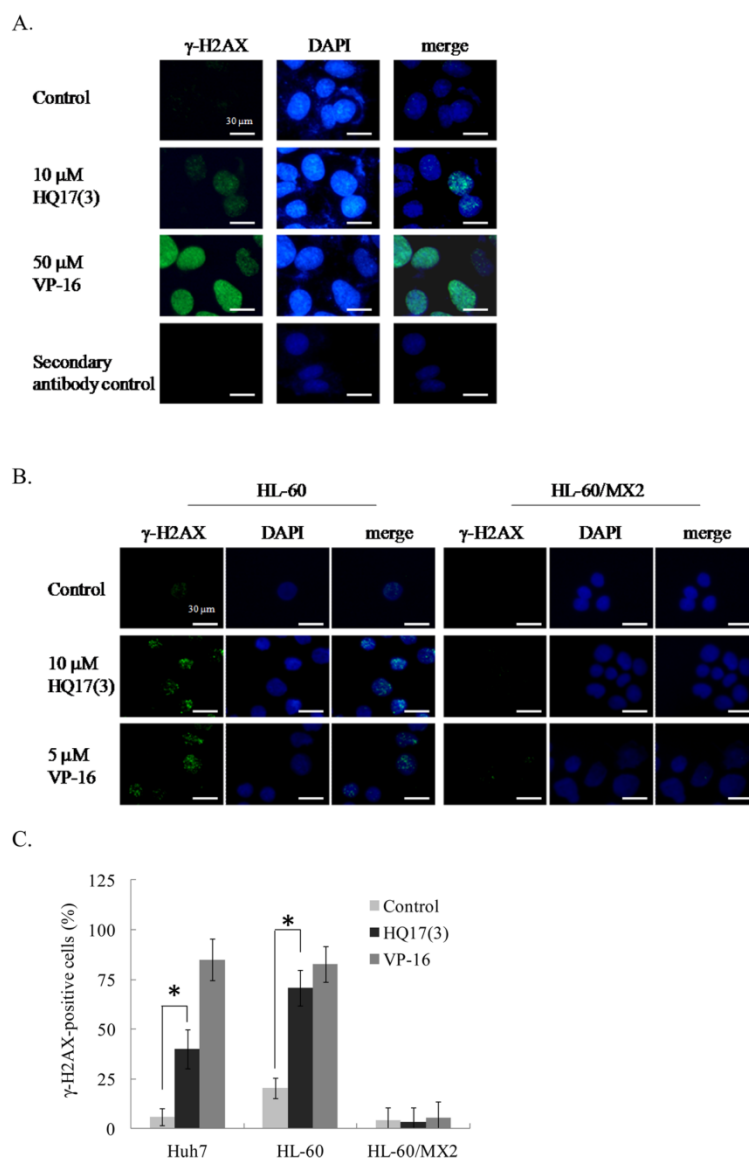 A.
γ-H2AX DAPI merge
Control
30 μm
10 μM
HQ17(3)
50 μM
VP-16
Secondary
antibody control
B.
HL-60 HL-60/MX2
γ-H2AX DAPI merge γ-H2AX DAPI merge
Control
30 μm
10 μM
HQ17(3)
5 μM
VP-16
C.
γ-H2AX-positive cells (%)
125
100
75
50
25
0
* *
Control
HQ17(3)
VP-16
Huh7 HL-60 HL-60/MX2